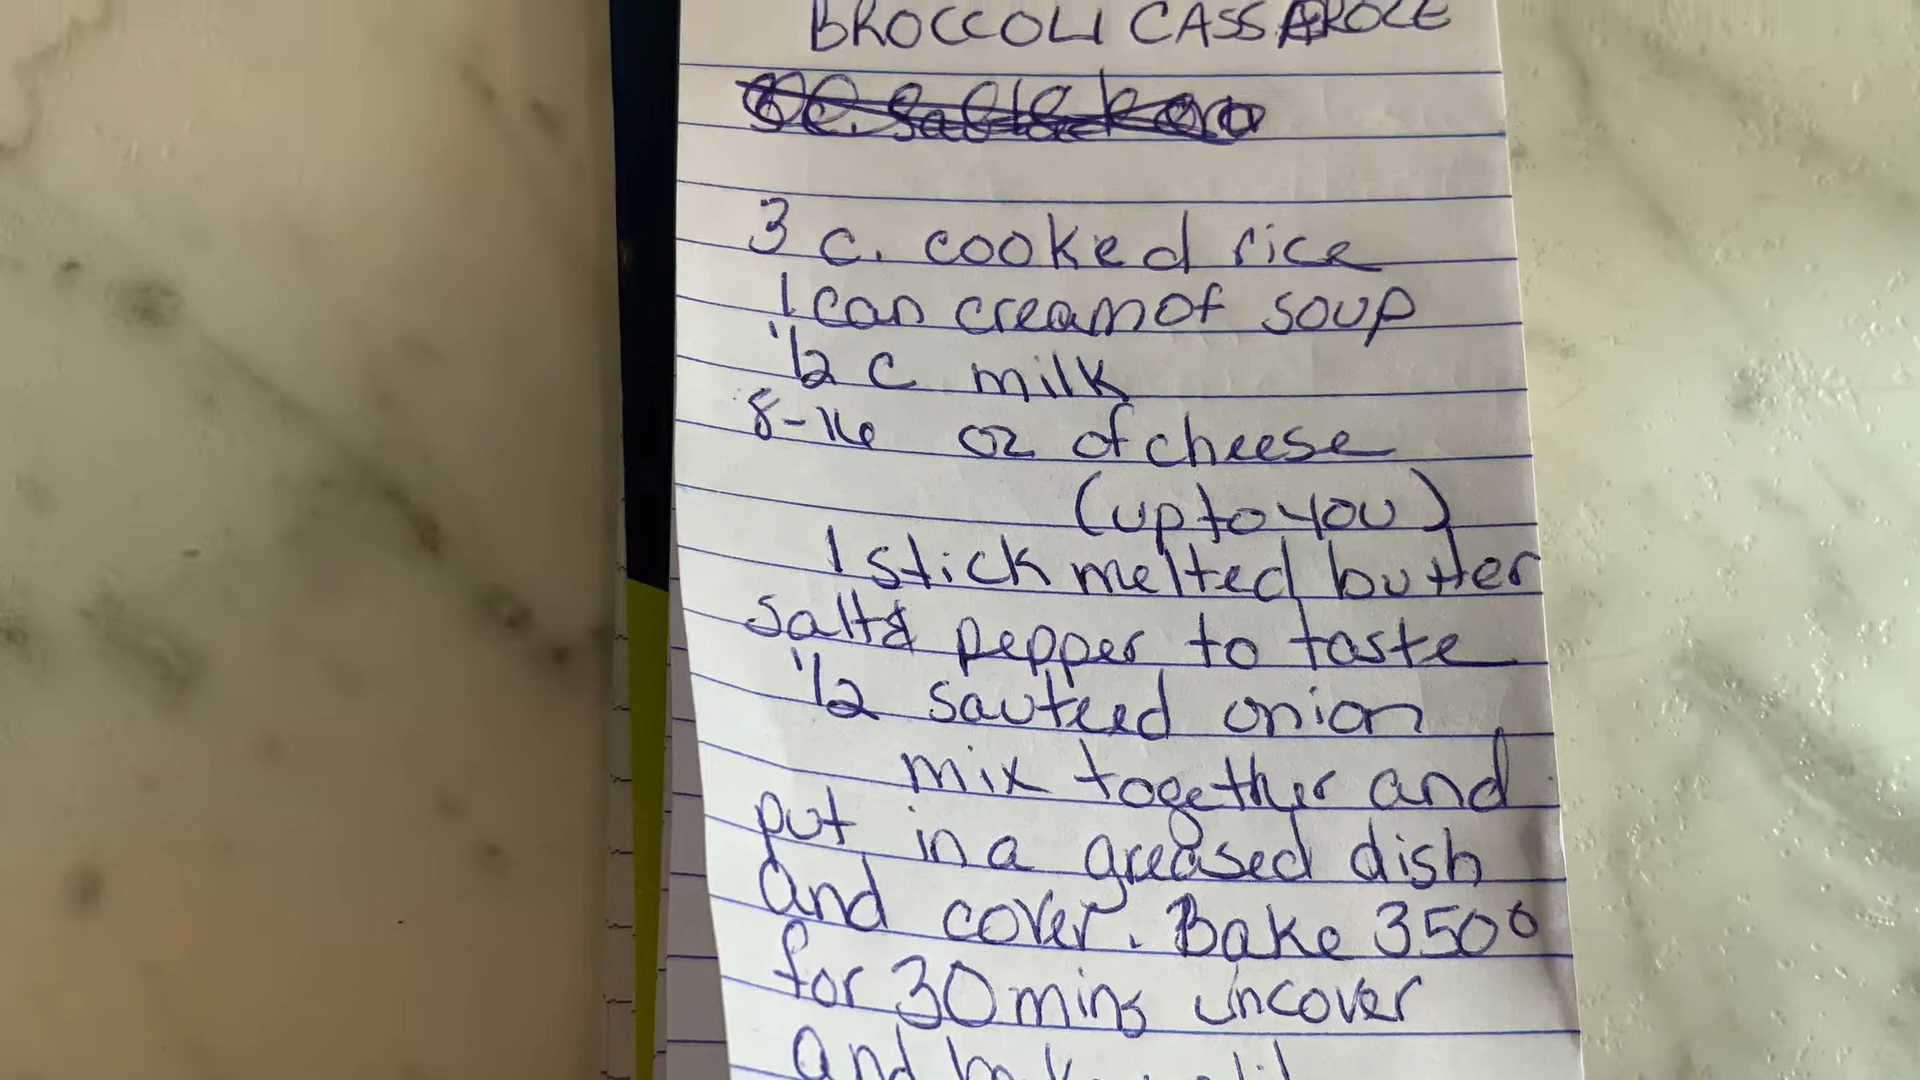 BROCCOLI CASSAROLE
3 c. cooked rice
1 can cream of soup
1/2 c milk
8-16 oz of cheese
(up to you)
1 stick melted butter
salt & pepper to taste
1/2 sauteed onion
mix together and
put in a greased dish
and cover. Bake 350°
for 30 mins uncover
and